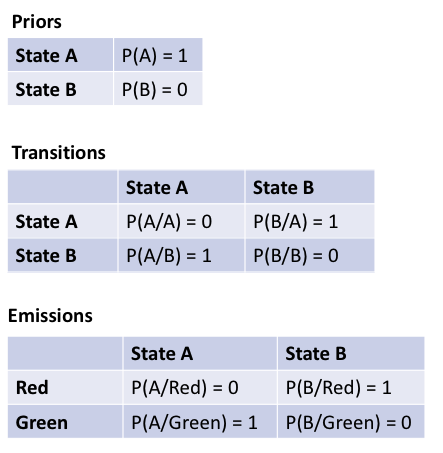 Priors
State A P(A) = 1
State B P(B) = 0
Transitions
State A State B
State A P(A/A) = 0 P(B/A) = 1
State B P(A/B) = 1 P(B/B) = 0
Emissions
State A State B
Red P(A/Red) = 0 P(B/Red) = 1
Green P(A/Green) = 1 P(B/Green) = 0